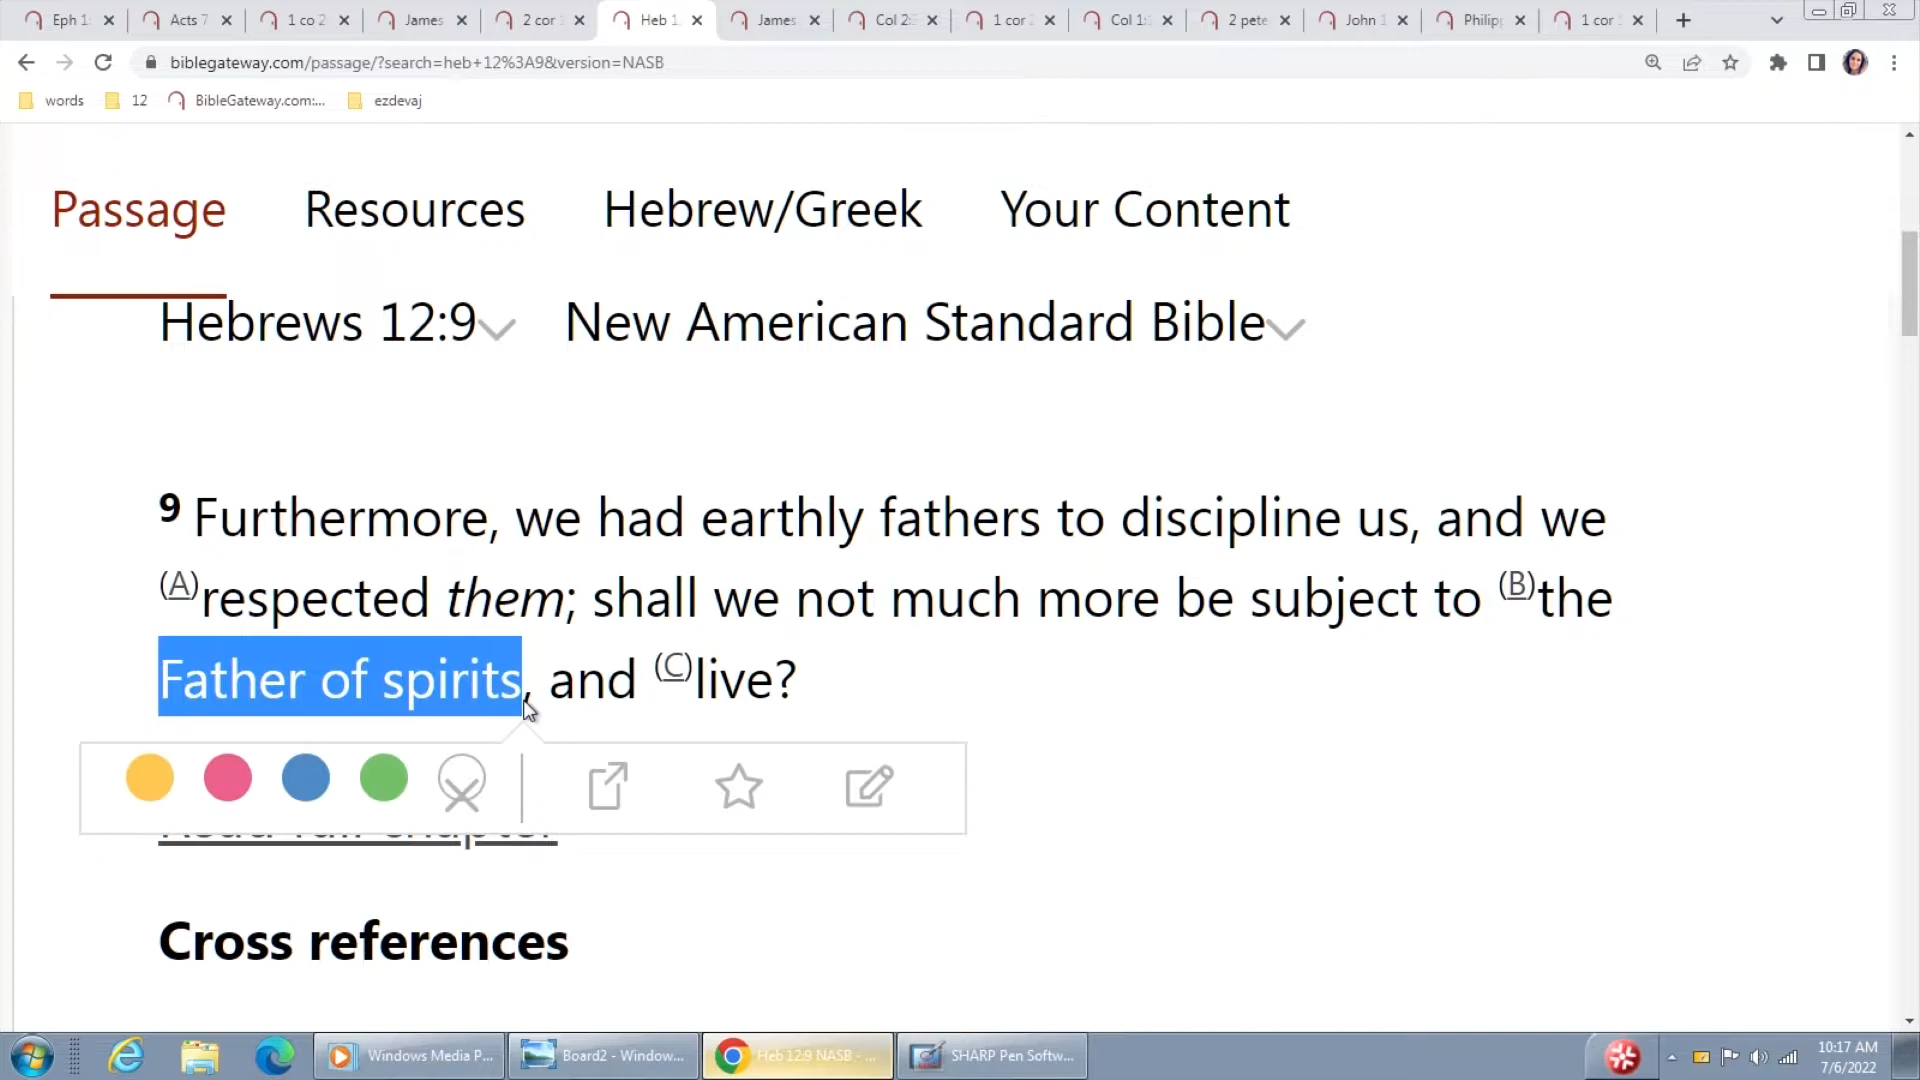 Eph 1:
Acts 7
1 co 2
James
2 cor
Heb 1
James
Col 2:
1 cor
Col 1:
2 pete
John 1
Philip
1 cor
biblegateway.com/passage/?search=heb+12%3A9&version=NASB
words
12
BibleGateway.com:...
ezdevaj
Passage
Resources
Hebrew/Greek
Your Content
Hebrews 12:9
New American Standard Bible
9 Furthermore, we had earthly fathers to discipline us, and we
(A)respected them; shall we not much more be subject to (B)the
Father of spirits, and (C)live?
Cross references
Windows Media P...
Board2 - Window...
Heb 12:9 NASB - ...
SHARP Pen Softw...
10:17 AM
7/6/2022